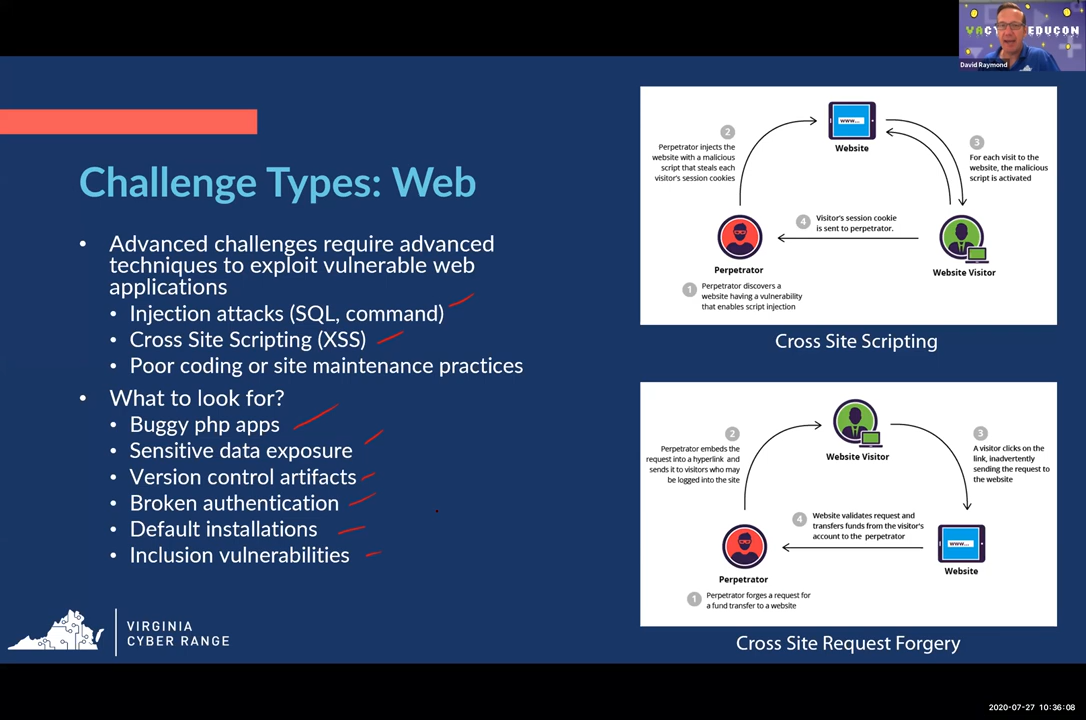 VACY EDUCON
David Raymond
Challenge Types: Web
• Advanced challenges require advanced
techniques to exploit vulnerable web
applications
• Injection attacks (SQL, command)
• Cross Site Scripting (XSS)
• Poor coding or site maintenance practices
• What to look for?
• Buggy php apps
• Sensitive data exposure
• Version control artifacts
• Broken authentication
• Default installations
• Inclusion vulnerabilities
VIRGINIA
CYBER RANGE
www...
Website
2
Perpetrator injects the
website with a malicious
script that steals each
visitor's session cookies
3
For each visit to the
website, the malicious
script is activated
4
Visitor's session cookie
is sent to perpetrator.
Perpetrator
Website Visitor
1
Perpetrator discovers a
website having a vulnerability
that enables script injection
Cross Site Scripting
Website Visitor
2
Perpetrator embeds the
request into a hyperlink and
sends it to visitors who may
be logged into the site
3
A visitor clicks on the
link, inadvertently
sending the request to
the website
4
Website validates request and
transfers funds from the visitor's
account to the perpetrator
www...
Perpetrator
Website
1
Perpetrator forges a request for
a fund transfer to a website
Cross Site Request Forgery
2020-07-27 10:36:08